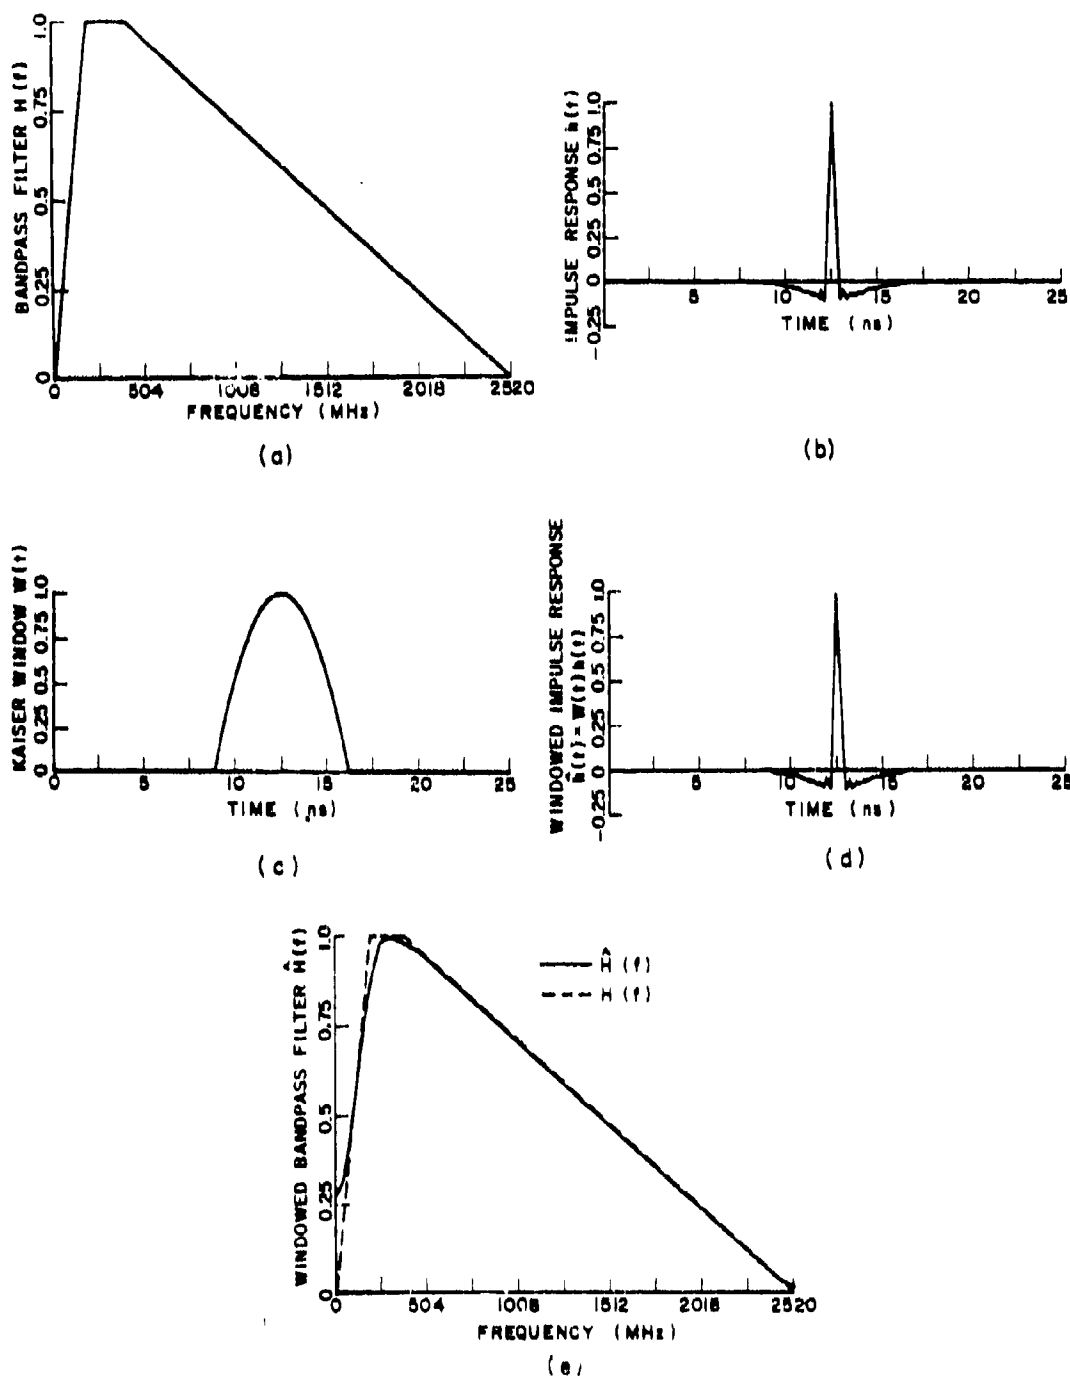 BANDPASS FILTER H(f)
1.0
0.75
0.5
0.25
0
0 504 1008 1512 2018 2520
FREQUENCY (MHz)
(a)
IMPULSE RESPONSE h(t)
1.0
0.75
0.5
0.25
0
-0.25
5 10 15 20 25
TIME (ns)
(b)
KAISER WINDOW W(t)
1.0
0.75
0.5
0.25
0
0 5 10 15 20 25
TIME (ns)
(c)
WINDOWED IMPULSE RESPONSE
ĥ(t) = W(t)h(t)
1.0
0.75
0.5
0.25
0
-0.25
5 10 15 20 25
TIME (ns)
(d)
WINDOWED BANDPASS FILTER Ĥ(f)
1.0
0.75
0.5
0.25
0
Ĥ (f)
H (f)
0 504 1008 1512 2018 2520
FREQUENCY (MHz)
(e)